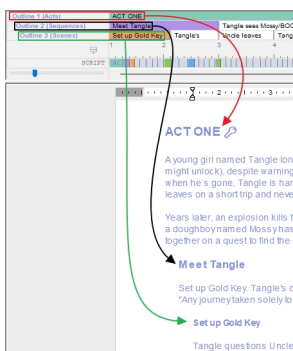 Outline 1 (Acts) ACT ONE
Outline 2 (Sequences) Meet Tangle Tangle sees Mossy/BOO
Outline 3 (Scenes) Set up Gold Key Tangle's Uncle leaves Tang
1 2 3 4
SCRIPT
2 3
ACT ONE
A young girl named Tangle lon
might unlock), despite warning
when he's gone, Tangle is har
leaves on a short trip and neve
Years later, an explosion kills t
a doughboy named Mossy has
together on a quest to find the
Meet Tangle
Set up Gold Key. Tangle's c
"Any journey taken solely to
Set up Gold Key
Tangle questions Uncle